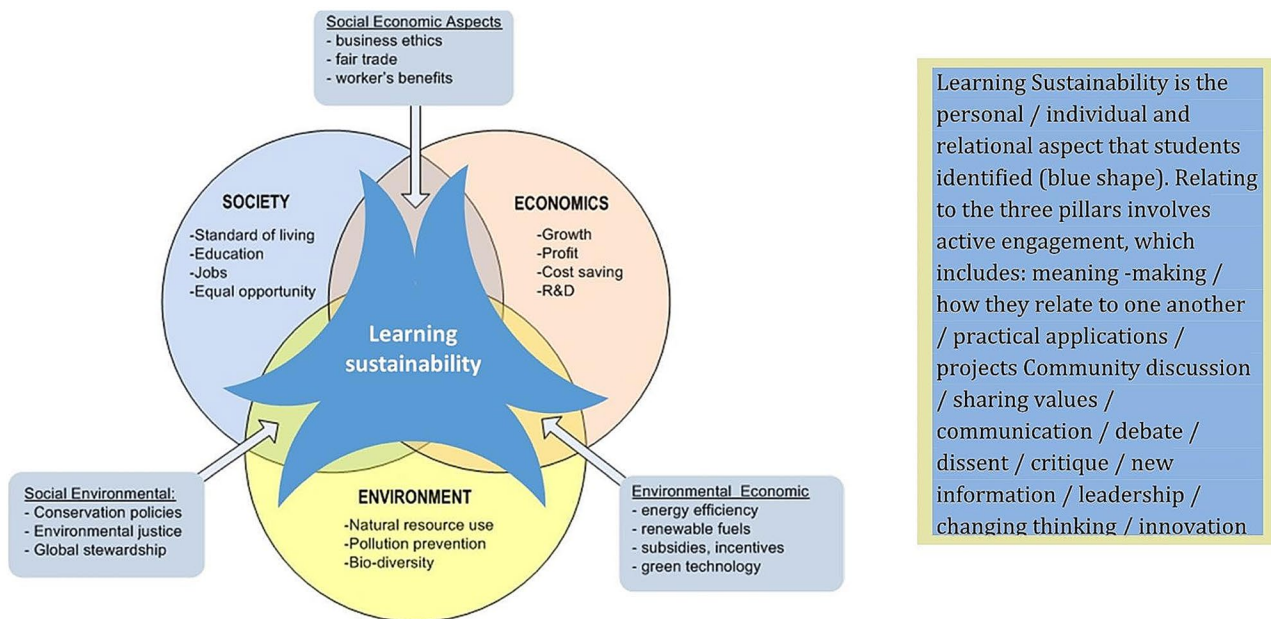 Social Economic Aspects
- business ethics
- fair trade
- worker's benefits
SOCIETY
-Standard of living
-Education
-Jobs
-Equal opportunity
ECONOMICS
-Growth
-Profit
-Cost saving
-R&D
Learning
sustainability
Social Environmental:
- Conservation policies
- Environmental justice
- Global stewardship
ENVIRONMENT
-Natural resource use
-Pollution prevention
-Bio-diversity
Environmental Economic
- energy efficiency
- renewable fuels
- subsidies, incentives
- green technology
Learning Sustainability is the
personal / individual and
relational aspect that students
identified (blue shape). Relating
to the three pillars involves
active engagement, which
includes: meaning -making /
how they relate to one another
/ practical applications /
projects Community discussion
/ sharing values /
communication / debate /
dissent / critique / new
information / leadership /
changing thinking / innovation